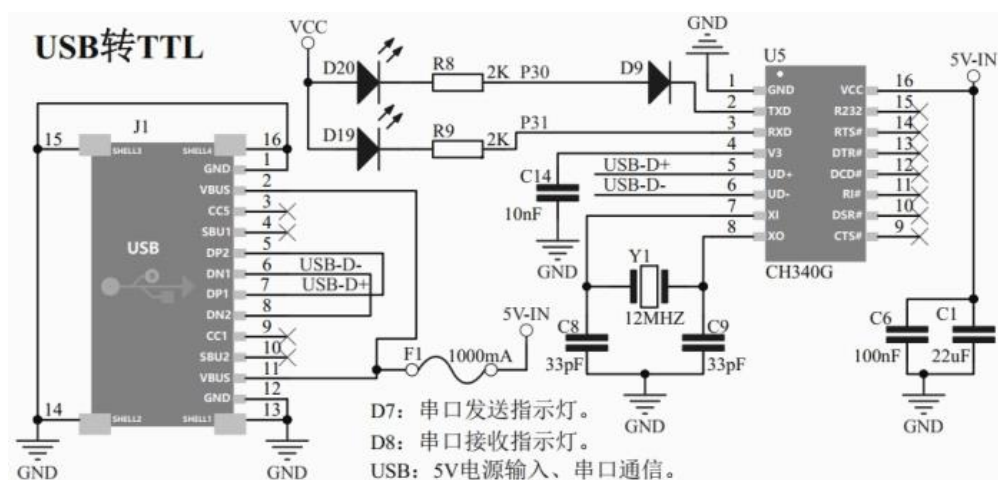 USB转TTL
VCC
D20
R8
2K
P30
D9
GND
U5
5V-IN
D19
R9
2K
P31
1
GND
VCC
16
2
TXD
R232
15
3
RXD
RTS#
14
4
V3
DTR#
13
USB-D+
5
UD+
DCD#
12
USB-D-
6
UD-
RI#
11
7
XI
DSR#
10
8
XO
CTS#
9
CH340G
C14
10nF
GND
Y1
12MHZ
C8
33pF
C9
33pF
GND
C6
100nF
C1
22uF
GND
J1
15
SHELL3
SHELL4
16
GND
1
VBUS
2
CC5
3
SBU1
4
USB
DP2
5
DN1
6
USB-D-
DP1
7
USB-D+
DN2
8
CC1
9
SBU2
10
VBUS
11
GND
12
14
SHELL2
SHELL1
13
GND
GND
F1
1000mA
5V-IN
D7：串口发送指示灯。
D8：串口接收指示灯。
USB：5V电源输入、串口通信。